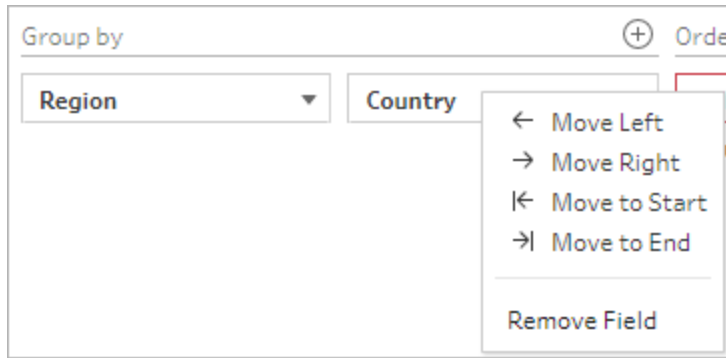 Group by Orde
Region Country
Move Left
Move Right
Move to Start
Move to End
Remove Field